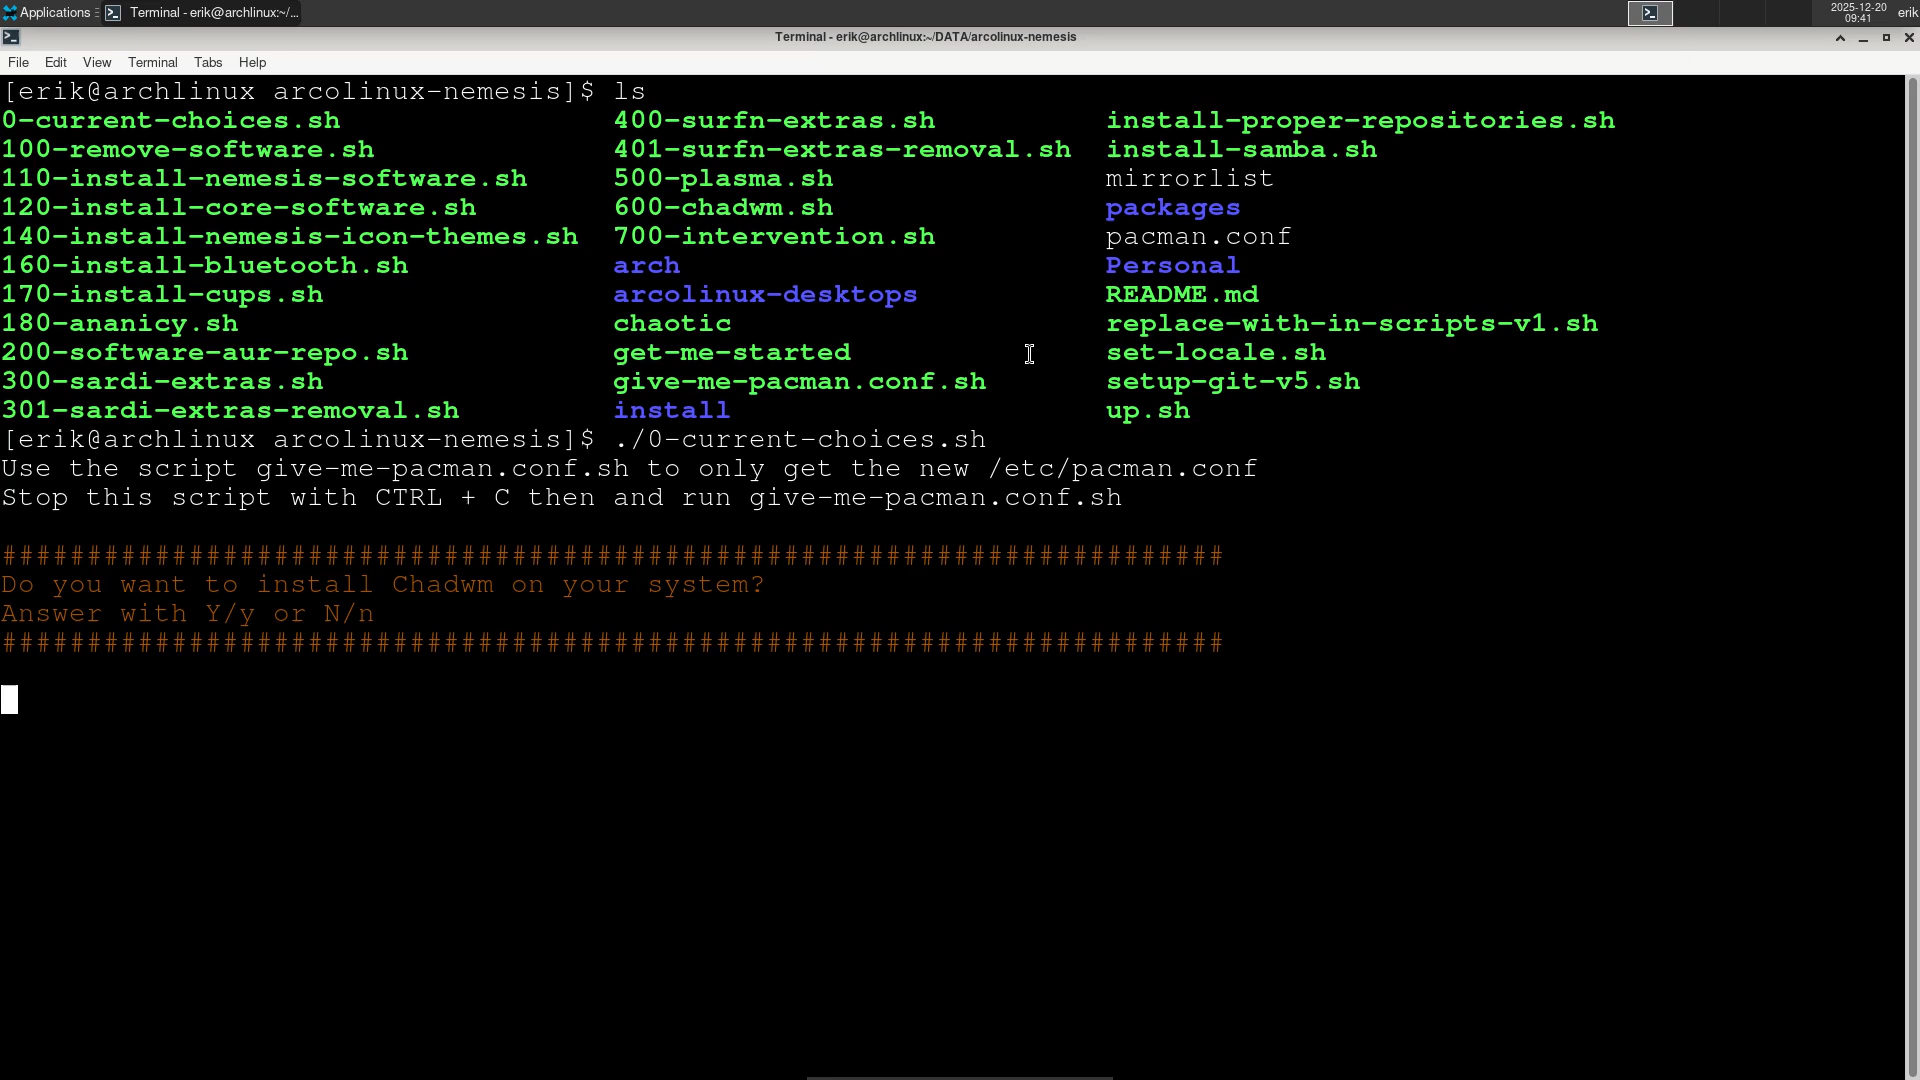 Applications Terminal - erik@archlinux:~/... 2025-12-20 09:41 erik
Terminal - erik@archlinux:~/DATA/arcolinux-nemesis
File Edit View Terminal Tabs Help
[erik@archlinux arcolinux-nemesis]$ ls
0-current-choices.sh 400-surfn-extras.sh install-proper-repositories.sh
100-remove-software.sh 401-surfn-extras-removal.sh install-samba.sh
110-install-nemesis-software.sh 500-plasma.sh mirrorlist
120-install-core-software.sh 600-chadwm.sh packages
140-install-nemesis-icon-themes.sh 700-intervention.sh pacman.conf
160-install-bluetooth.sh arch Personal
170-install-cups.sh arcolinux-desktops README.md
180-ananicy.sh chaotic replace-with-in-scripts-v1.sh
200-software-aur-repo.sh get-me-started set-locale.sh
300-sardi-extras.sh give-me-pacman.conf.sh setup-git-v5.sh
301-sardi-extras-removal.sh install up.sh
[erik@archlinux arcolinux-nemesis]$ ./0-current-choices.sh
Use the script give-me-pacman.conf.sh to only get the new /etc/pacman.conf
Stop this script with CTRL + C then and run give-me-pacman.conf.sh
########################################################################
Do you want to install Chadwm on your system?
Answer with Y/y or N/n
########################################################################